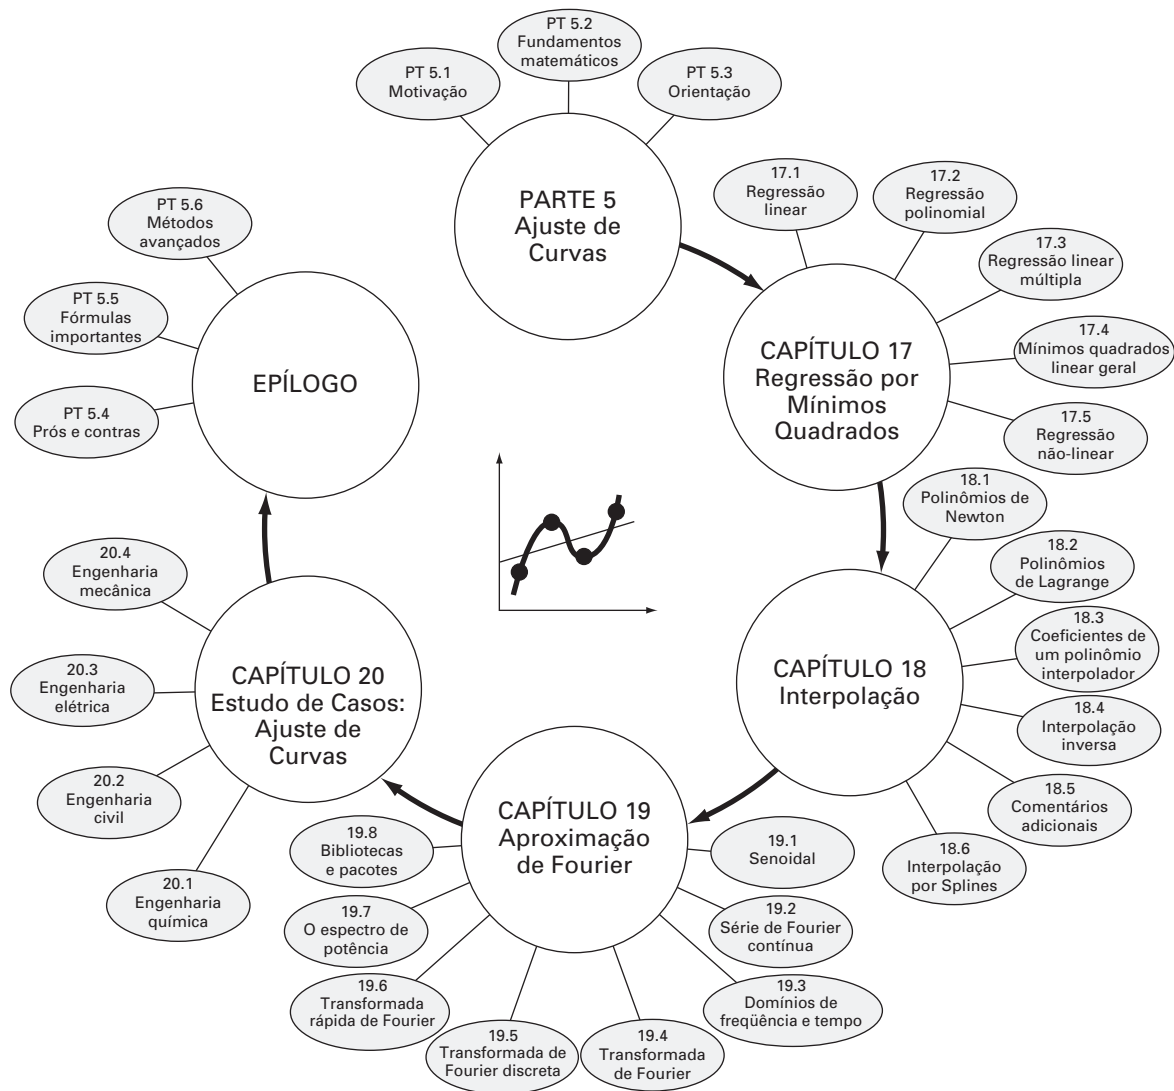 PT 5.1
Motivação
PT 5.2
Fundamentos
matemáticos
PT 5.3
Orientação
PARTE 5
Ajuste de
Curvas
17.1
Regressão
linear
17.2
Regressão
polinomial
17.3
Regressão linear
múltipla
17.4
Mínimos quadrados
linear geral
17.5
Regressão
não-linear
CAPÍTULO 17
Regressão por
Mínimos
Quadrados
18.1
Polinômios de
Newton
18.2
Polinômios
de Lagrange
18.3
Coeficientes de
um polinômio
interpolador
18.4
Interpolação
inversa
18.5
Comentários
adicionais
18.6
Interpolação
por Splines
CAPÍTULO 18
Interpolação
CAPÍTULO 19
Aproximação
de Fourier
19.1
Senoidal
19.2
Série de Fourier
contínua
19.3
Domínios de
freqüência e tempo
19.4
Transformada
de Fourier
19.5
Transformada de
Fourier discreta
19.6
Transformada
rápida de Fourier
19.7
O espectro de
potência
19.8
Bibliotecas
e pacotes
CAPÍTULO 20
Estudo de Casos:
Ajuste de
Curvas
20.1
Engenharia
química
20.2
Engenharia
civil
20.3
Engenharia
elétrica
20.4
Engenharia
mecânica
EPÍLOGO
PT 5.4
Prós e contras
PT 5.5
Fórmulas
importantes
PT 5.6
Métodos
avançados